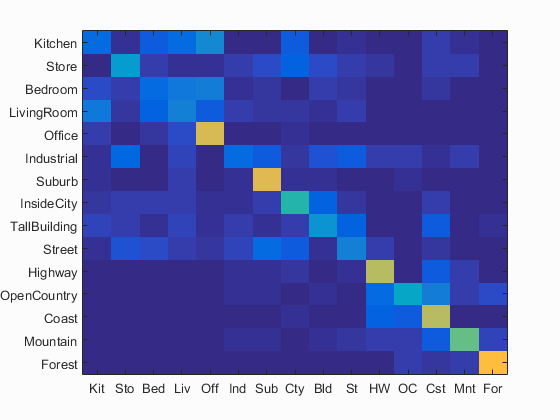 Kitchen
Store
Bedroom
LivingRoom
Office
Industrial
Suburb
InsideCity
TallBuilding
Street
Highway
OpenCountry
Coast
Mountain
Forest
Kit Sto Bed Liv Off Ind Sub Cty Bld St HW OC Cst Mnt For